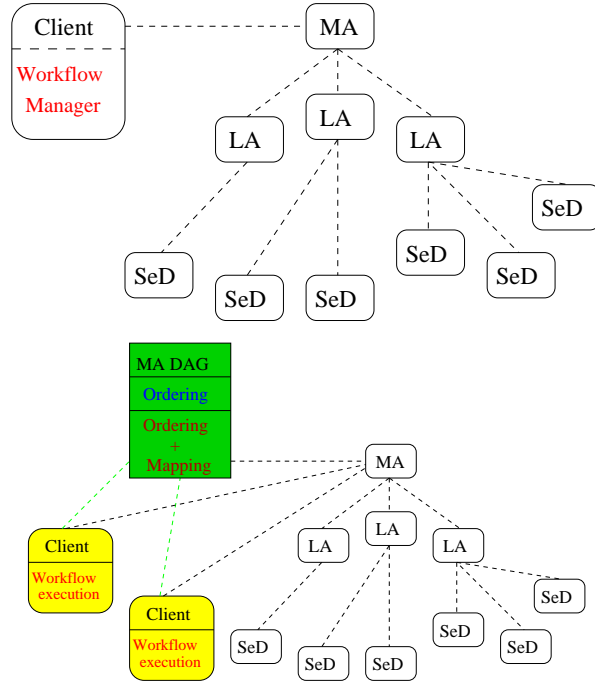 Client
Workflow
Manager
MA
LA
LA
LA
SeD
SeD
SeD
SeD
SeD
SeD
MA DAG
Ordering
Ordering
+
Mapping
MA
Client
Workflow
execution
Client
Workflow
execution
LA
LA
LA
SeD
SeD
SeD
SeD
SeD
SeD